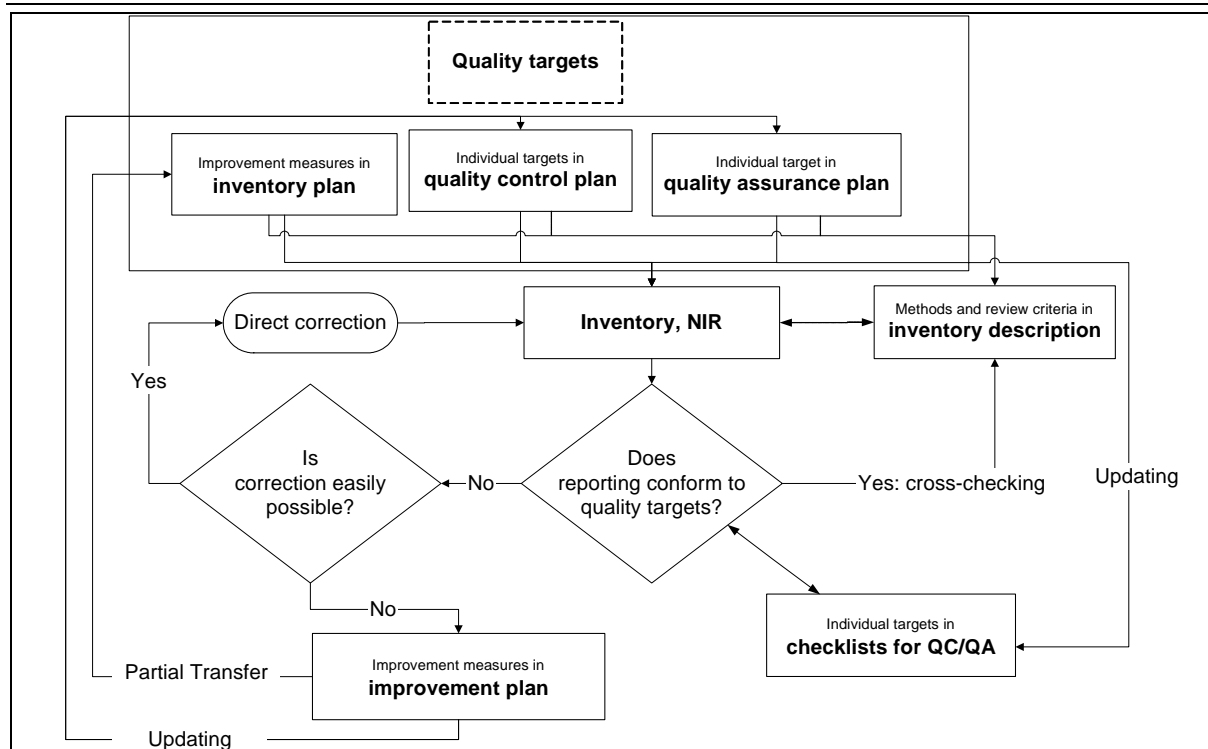 Quality targets
Improvement measures in
inventory plan
Individual targets in
quality control plan
Individual target in
quality assurance plan
Direct correction
Inventory, NIR
Methods and review criteria in
inventory description
Yes
Is
correction easily
possible?
No
Does
reporting conform to
quality targets?
Yes: cross-checking
Updating
No
Individual targets in
checklists for QC/QA
Partial Transfer
Improvement measures in
improvement plan
Updating